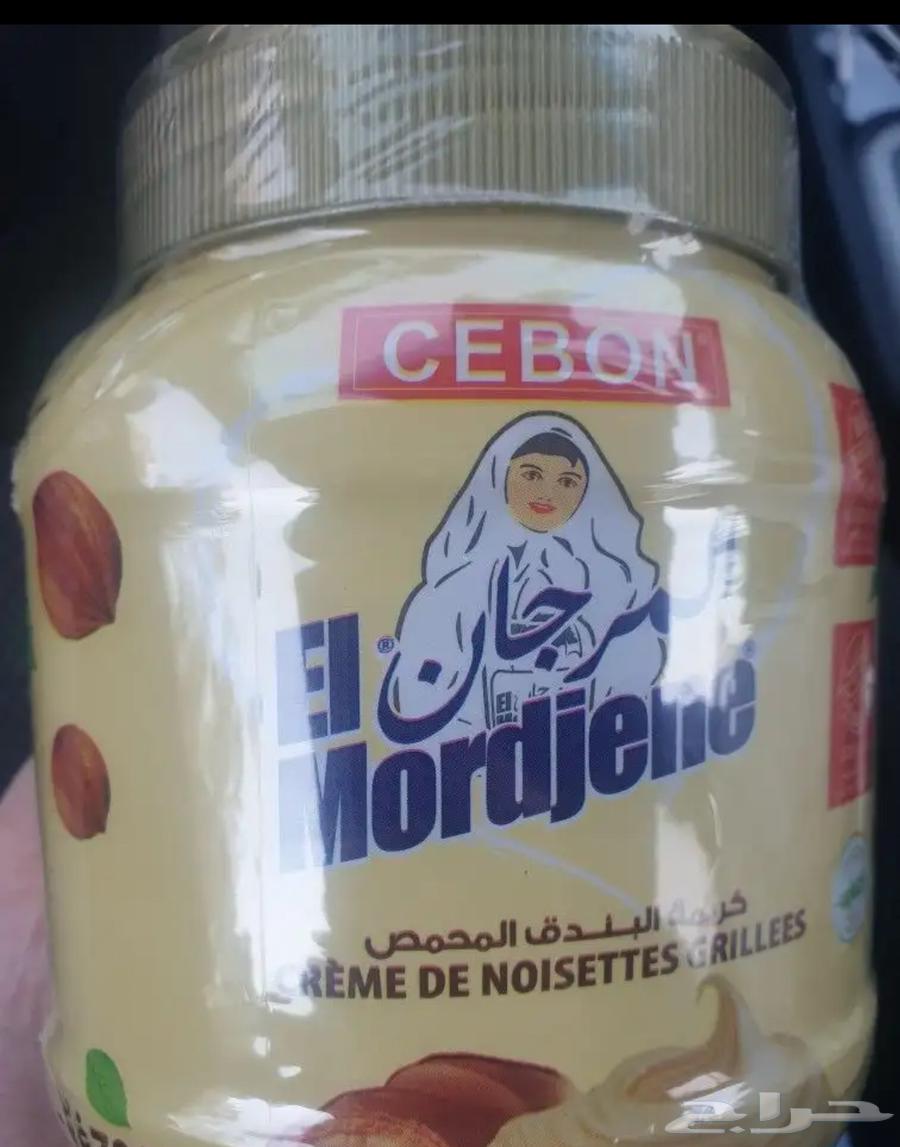 CEBON
المرجان
El ®
Mordjene
كريمة البندق المحمص
CRÈME DE NOISETTES GRILLEES
حراج